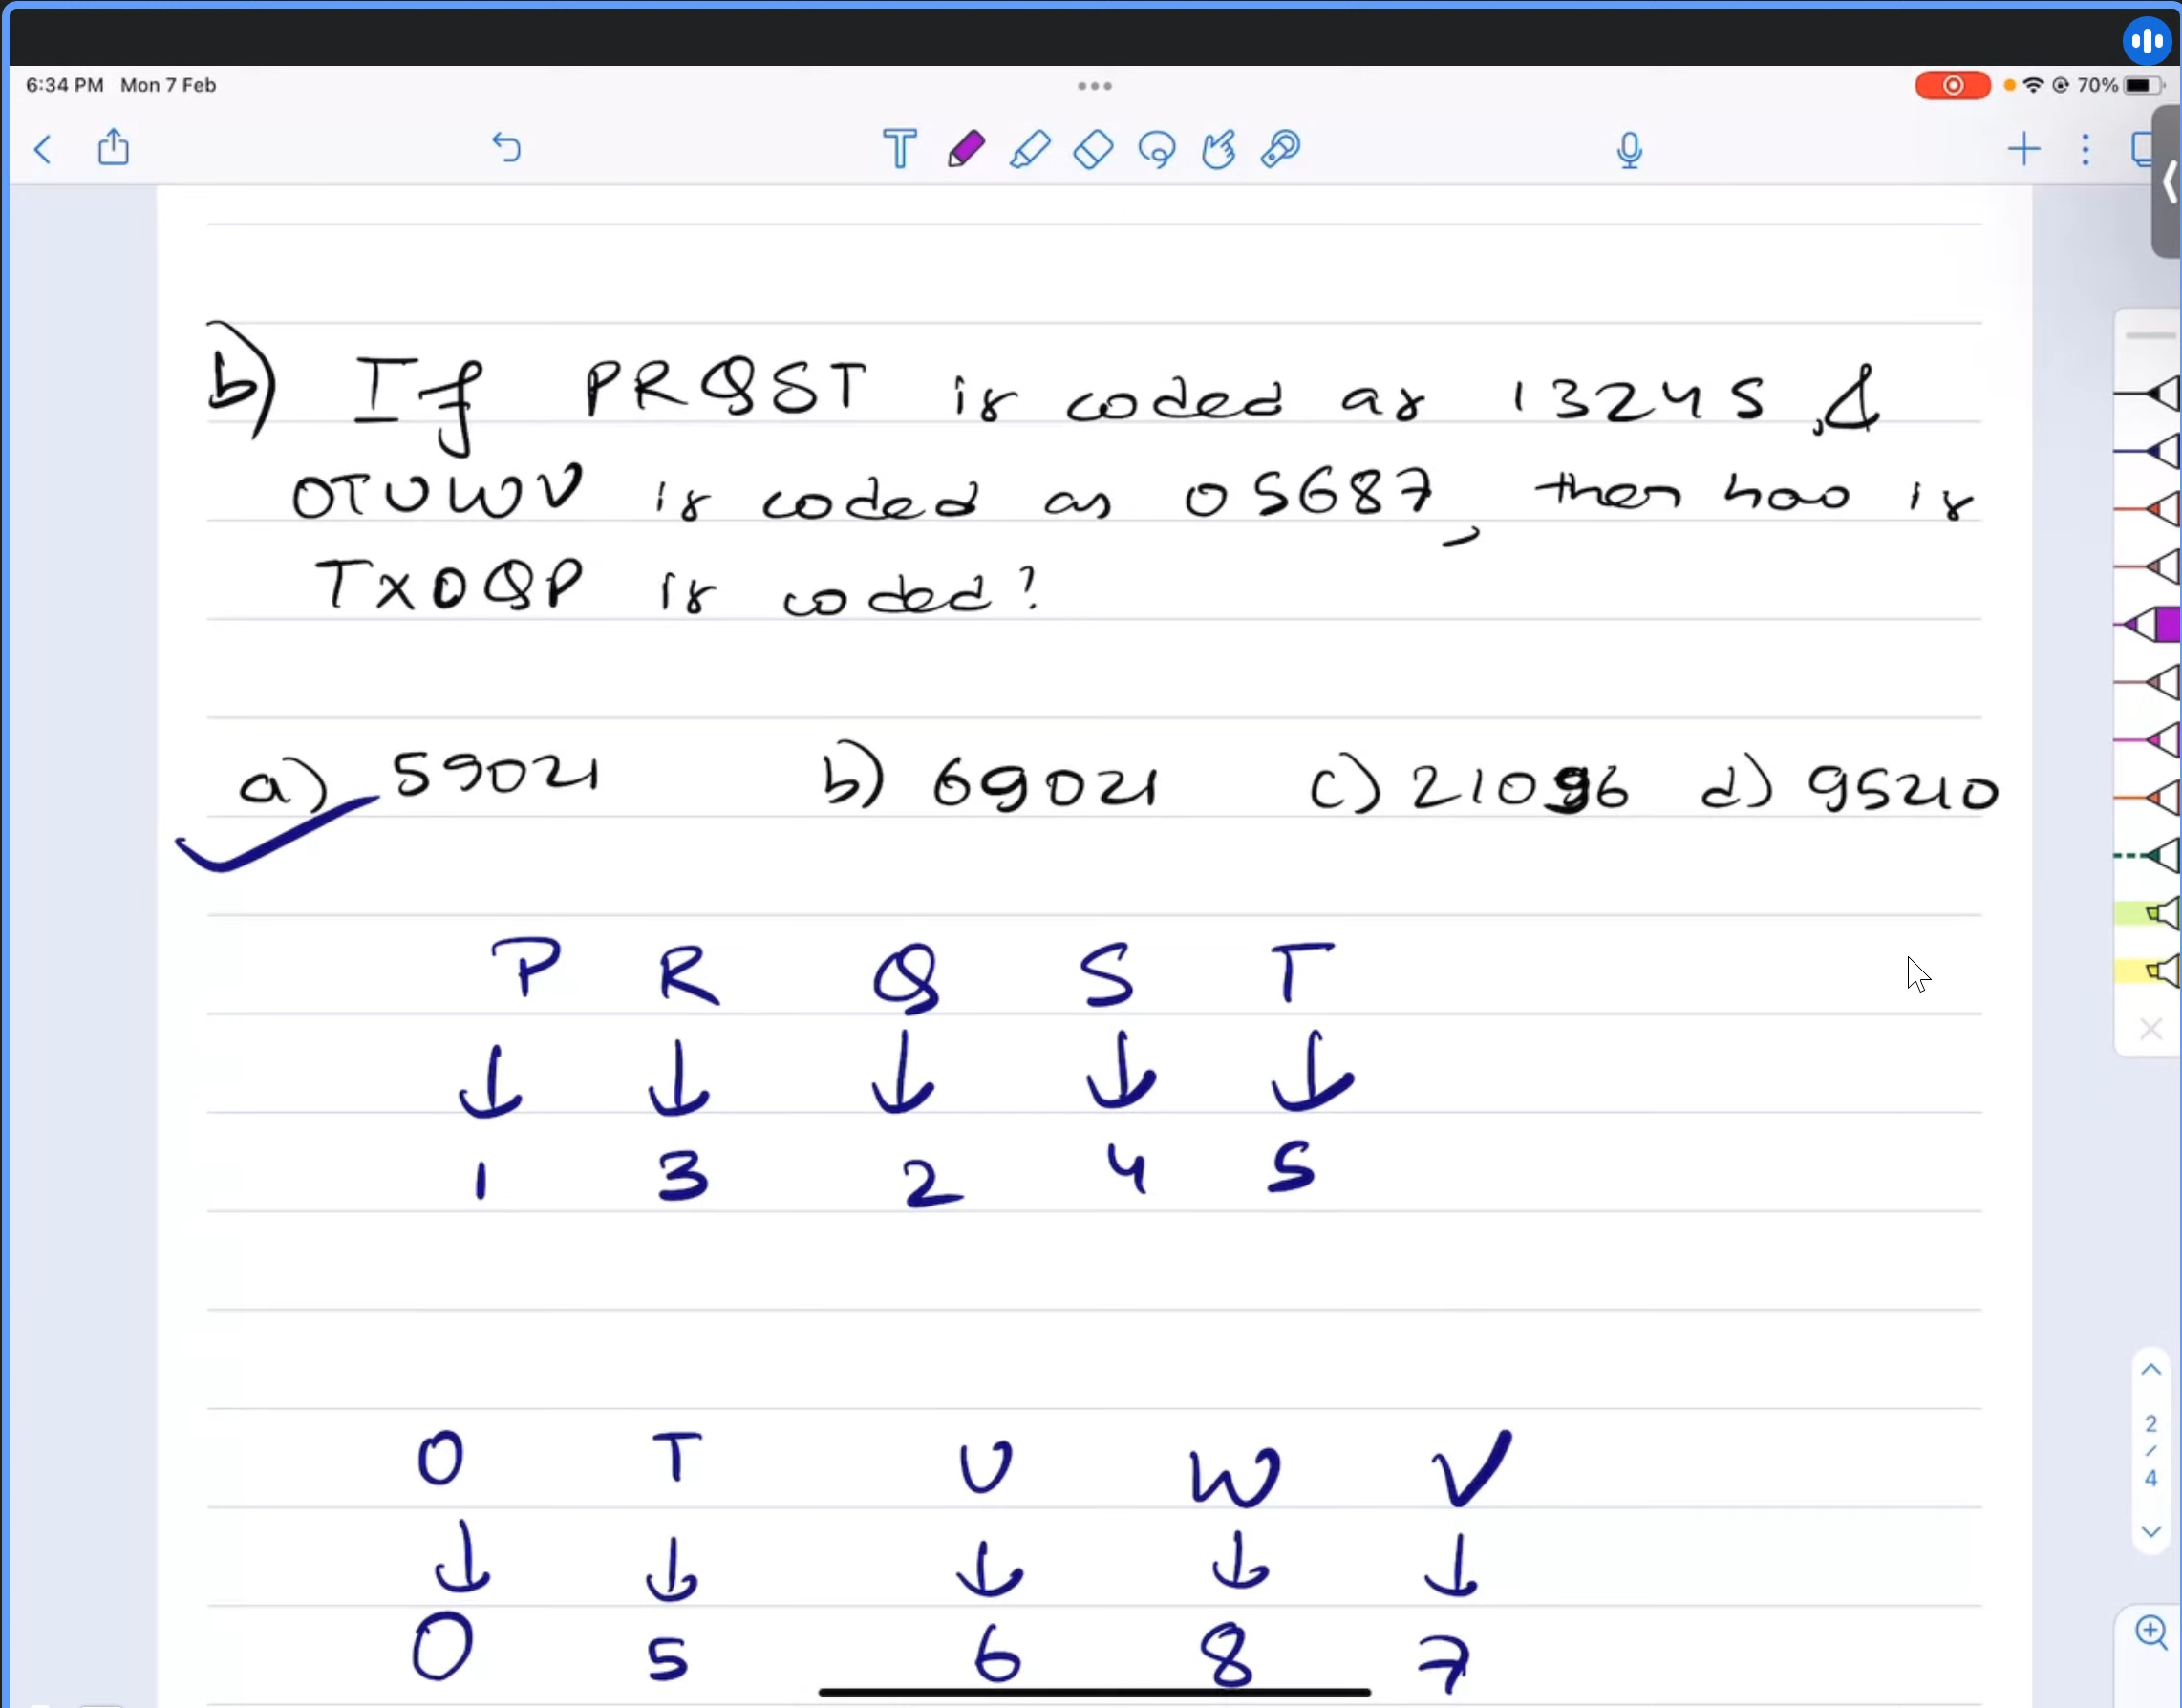 6:34 PM Mon 7 Feb
70%
b) If PRQST is coded as 13245, &
OTUWV is coded as 05687, then how is
TXOQP is coded?
a) 59021 b) 69021 c) 21096 d) 95210
P R Q S T
↓ ↓ ↓ ↓ ↓
1 3 2 4 5
O T U W V
↓ ↓ ↓ ↓ ↓
0 5 6 8 7
2
/
4